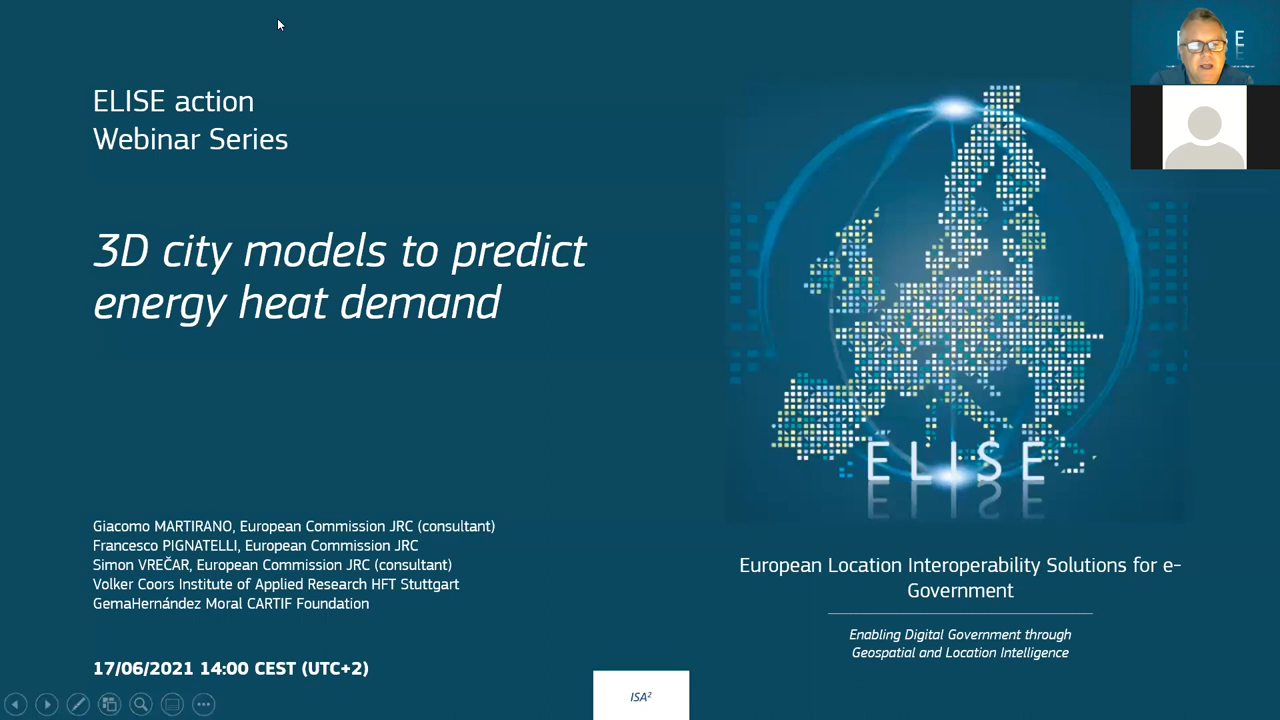 ELISE action
Webinar Series
3D city models to predict
energy heat demand
Giacomo MARTIRANO, European Commission JRC (consultant)
Francesco PIGNATELLI, European Commission JRC
Simon VREČAR, European Commission JRC (consultant)
Volker Coors Institute of Applied Research HFT Stuttgart
GemaHernández Moral CARTIF Foundation
17/06/2021 14:00 CEST (UTC+2)
E
ELISE
European Location Interoperability Solutions for e-
Government
Enabling Digital Government through
Geospatial and Location Intelligence
ISA²